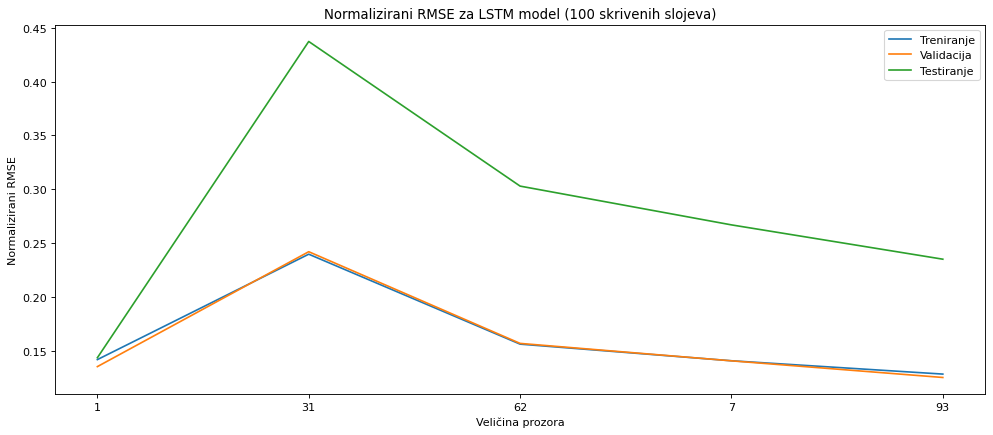 Normalizirani RMSE za LSTM model (100 skrivenih slojeva)
Treniranje
Validacija
Testiranje
Normalizirani RMSE
0.45
0.40
0.35
0.30
0.25
0.20
0.15
1 31 62 7 93
Veličina prozora